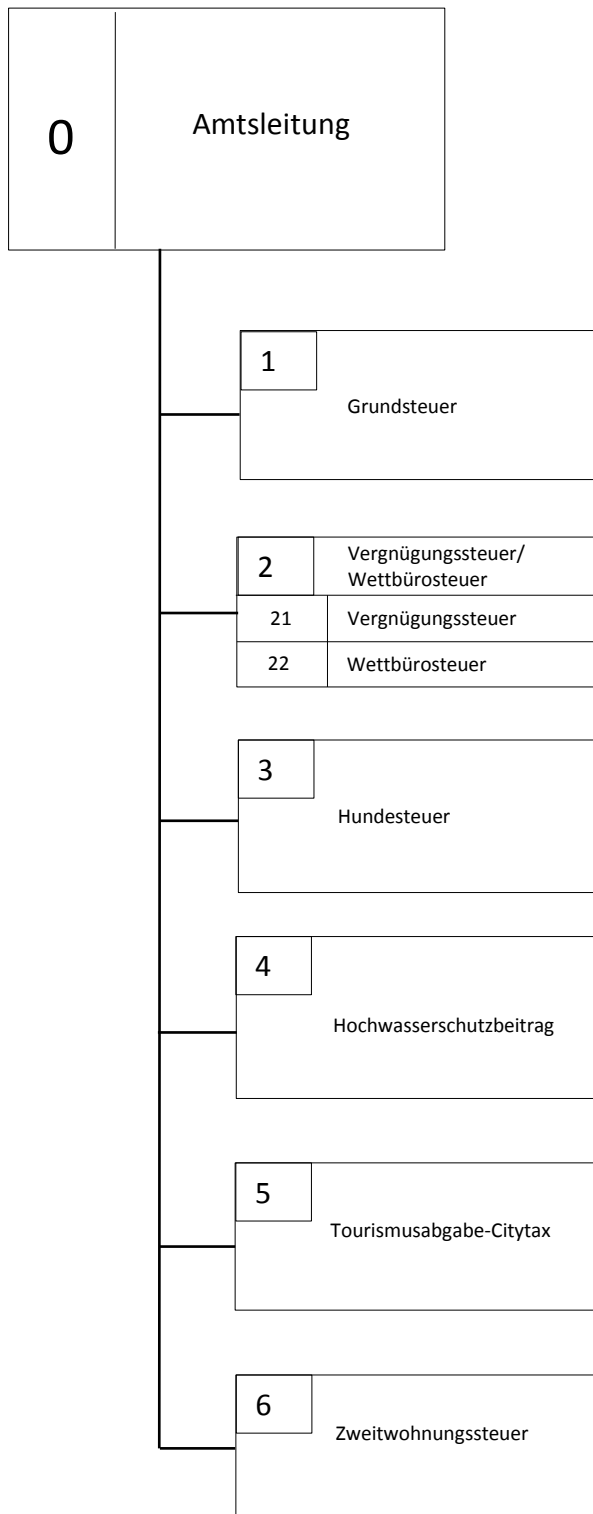 0
Amtsleitung
1
Grundsteuer
2
Vergnügungssteuer/
Wettbürosteuer
21 Vergnügungssteuer
22 Wettbürosteuer
3
Hundesteuer
4
Hochwasserschutzbeitrag
5
Tourismusabgabe-Citytax
6
Zweitwohnungssteuer